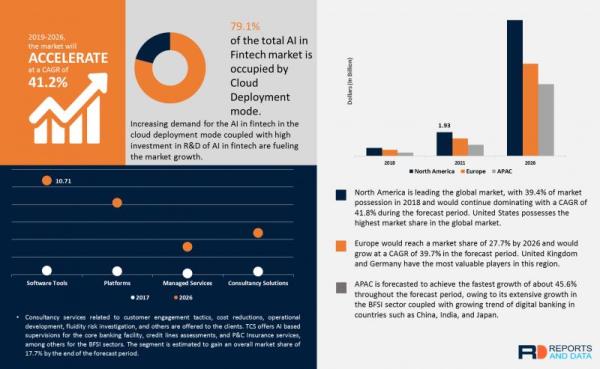 2019-2026,
the market will
ACCELERATE
at a CAGR of
41.2%
79.1%
of the total AI in
Fintech market is
occupied by
Cloud
Deployment
mode.
Increasing demand for the AI in fintech in
the cloud deployment mode coupled with high
investment in R&D of AI in fintech are fueling
the market growth.
10.71
Software Tools
Platforms
Managed Services
Consultancy Solutions
2017
2026
• Consultancy services related to customer engagement tactics, cost reductions, operational
development, fluidity risk investigation, and others are offered to the clients. TCS offers AI based
supervisions for the core banking facility, credit lines assessments, and P&C Insurance services,
among others for the BFSI sectors. The segment is estimated to gain an overall market share of
17.7% by the end of the forecast period.
Dollars (in Billion)
1.93
2018
2021
2026
North America
Europe
APAC
North America is leading the global market, with 39.4% of market
possession in 2018 and would continue dominating with a CAGR of
41.8% during the forecast period. United States possesses the
highest market share in the global market.
Europe would reach a market share of 27.7% by 2026 and would
grow at a CAGR of 39.7% in the forecast period. United Kingdom
and Germany have the most valuable players in this region.
APAC is forecasted to achieve the fastest growth of about 45.6%
throughout the forecast period, owing to its extensive growth in
the BFSI sector coupled with growing trend of digital banking in
countries such as China, India, and Japan.
REPORTS
AND DATA